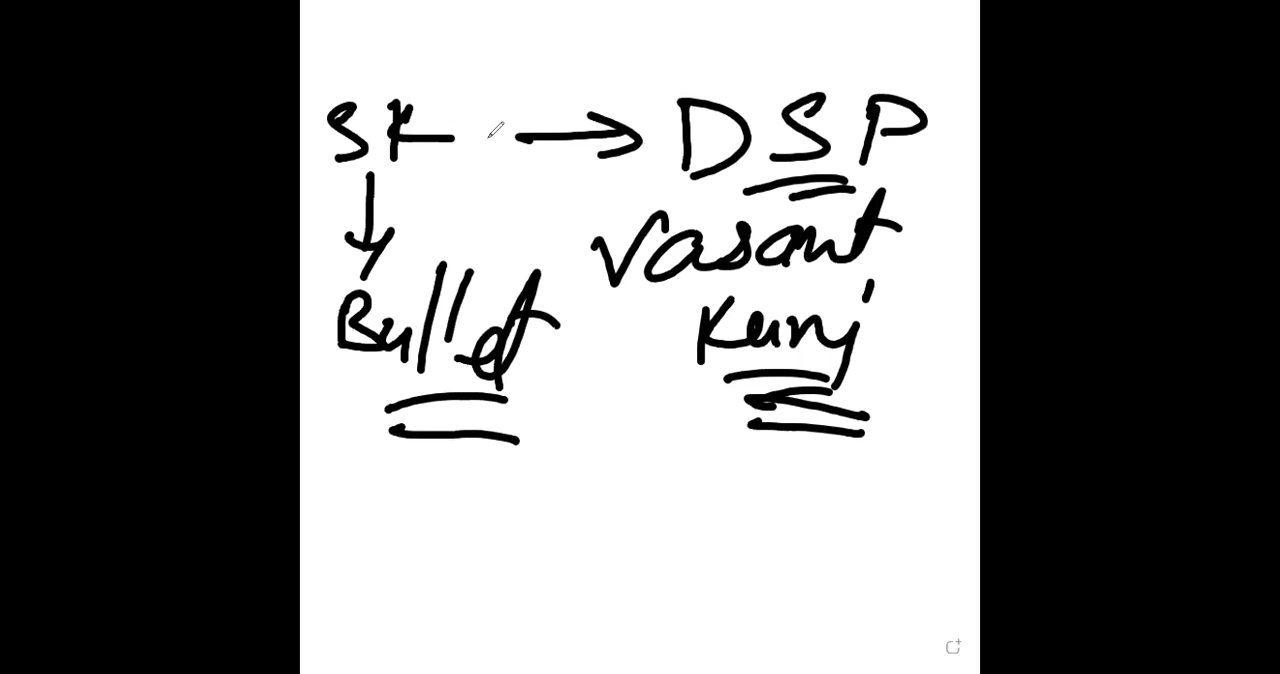 SK → DSP
↓
Vasant
Bullet Kunj